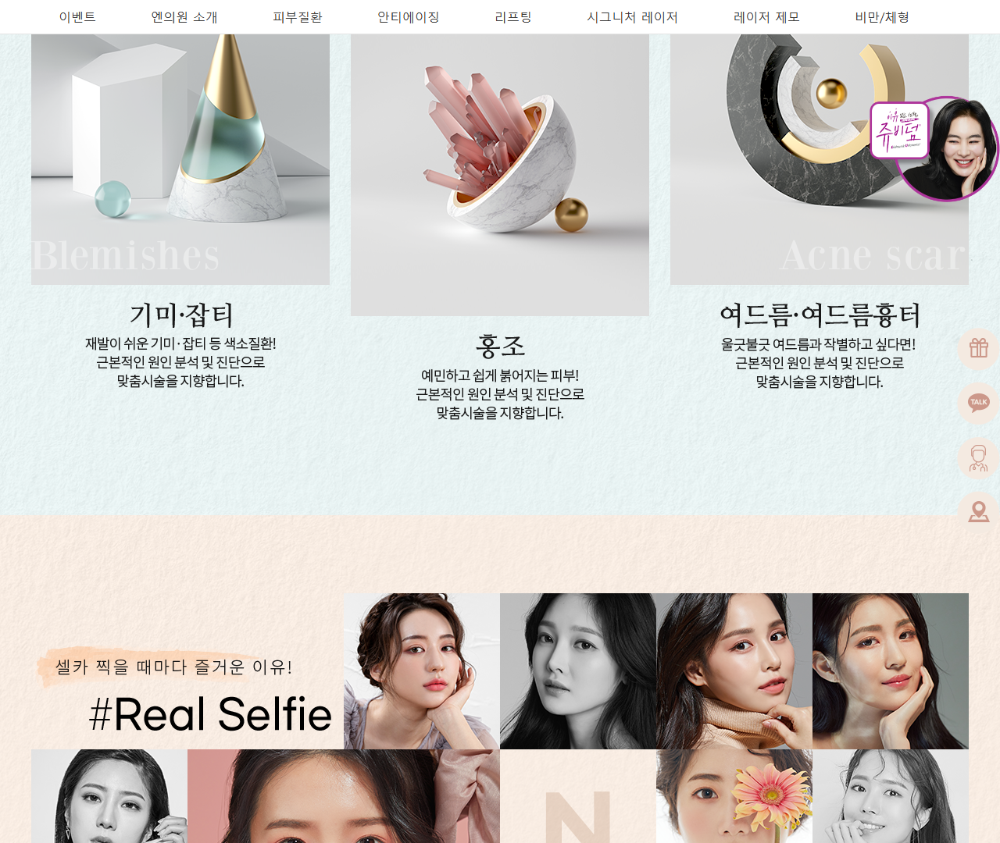 이벤트
엔의원 소개
피부질환
안티에이징
리프팅
시그니처 레이저
레이저 제모
비만/체형
쥬비덤
Blemishes
Acne scar
기미·잡티
재발이 쉬운 기미·잡티 등 색소질환!
근본적인 원인 분석 및 진단으로
맞춤시술을 지향합니다.
홍조
예민하고 쉽게 붉어지는 피부!
근본적인 원인 분석 및 진단으로
맞춤시술을 지향합니다.
여드름·여드름흉터
울긋불긋 여드름과 작별하고 싶다면!
근본적인 원인 분석 및 진단으로
맞춤시술을 지향합니다.
TALK
셀카 찍을 때마다 즐거운 이유!
#Real Selfie
N